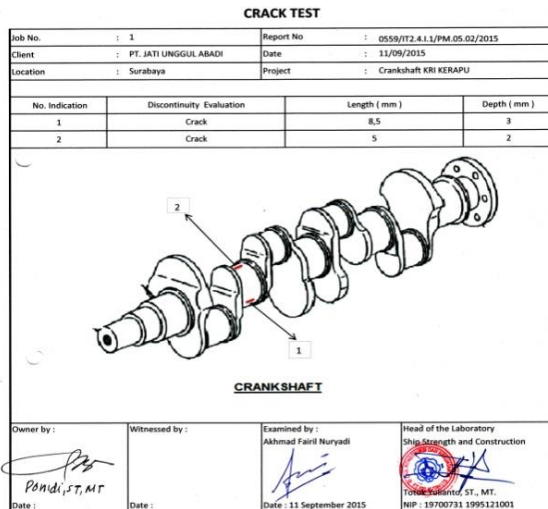 CRACK TEST
Job No. : 1 Report No : 0559/IT2.4.I.1/PM.05.02/2015
Client : PT. JATI UNGGUL ABADI Date : 11/09/2015
Location : Surabaya Project : Crankshaft KRI KERAPU
No. Indication Discontinuity Evaluation Length ( mm ) Depth ( mm )
1 Crack 8,5 3
2 Crack 5 2
2
1
CRANKSHAFT
Owner by : Witnessed by : Examined by : Head of the Laboratory
Akhmad Fairil Nuryadi Ship Strength and Construction
Ponidi, ST, MT
Totok Yulianto, ST., MT.
Date : Date : Date : 11 September 2015 NIP : 19700731 1995121001